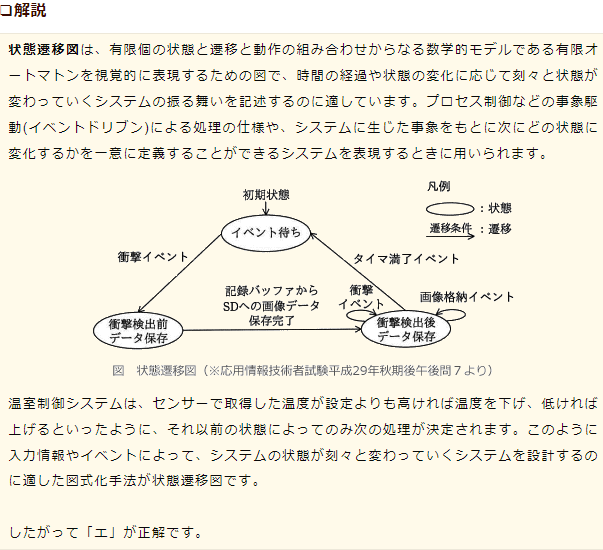 ❏解説
状態遷移図は、有限個の状態と遷移と動作の組み合わせからなる数学的モデルである有限オ
ートマトンを視覚的に表現するための図で、時間の経過や状態の変化に応じて刻々と状態が
変わっていくシステムの振る舞いを記述するのに適しています。プロセス制御などの事象駆
動(イベントドリブン)による処理の仕様や、システムに生じた事象をもとに次にどの状態に
変化するかを一意に定義することができるシステムを表現するときに用いられます。
初期状態
イベント待ち
凡例
：状態
遷移条件 ：遷移
衝撃イベント
タイマ満了イベント
記録バッファから
SDへの画像データ
保存完了
衝撃
イベント
画像格納イベント
衝撃検出前
データ保存
衝撃検出後
データ保存
図　状態遷移図（※応用情報技術者試験平成29年秋期後午後問７より）
温室制御システムは、センサーで取得した温度が設定よりも高ければ温度を下げ、低ければ
上げるといったように、それ以前の状態によってのみ次の処理が決定されます。このように
入力情報やイベントによって、システムの状態が刻々と変わっていくシステムを設計するの
に適した図式化手法が状態遷移図です。
したがって「エ」が正解です。